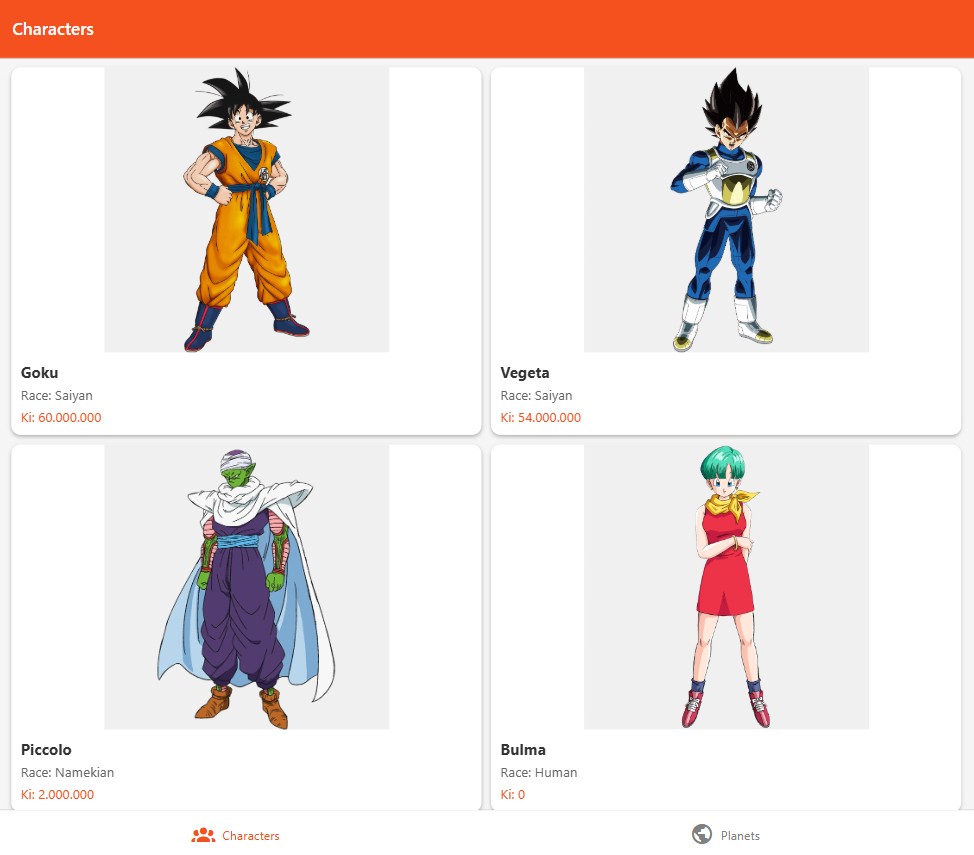 Characters
Goku
Race: Saiyan
Ki: 60.000.000
Vegeta
Race: Saiyan
Ki: 54.000.000
Piccolo
Race: Namekian
Ki: 2.000.000
Bulma
Race: Human
Ki: 0
Characters
Planets